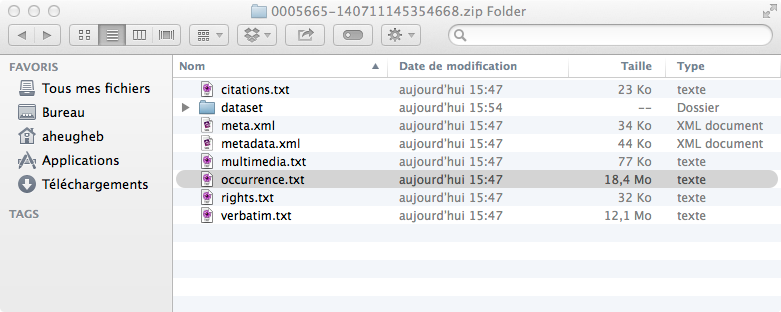 0005665-140711145354668.zip Folder
FAVORIS
Tous mes fichiers
Bureau
aheugheb
Applications
Téléchargements
TAGS
Nom Date de modification Taille Type
citations.txt aujourd'hui 15:47 23 Ko texte
dataset aujourd'hui 15:54 -- Dossier
meta.xml aujourd'hui 15:47 34 Ko XML document
metadata.xml aujourd'hui 15:47 44 Ko XML document
multimedia.txt aujourd'hui 15:47 77 Ko texte
occurrence.txt aujourd'hui 15:47 18,4 Mo texte
rights.txt aujourd'hui 15:47 32 Ko texte
verbatim.txt aujourd'hui 15:47 12,1 Mo texte